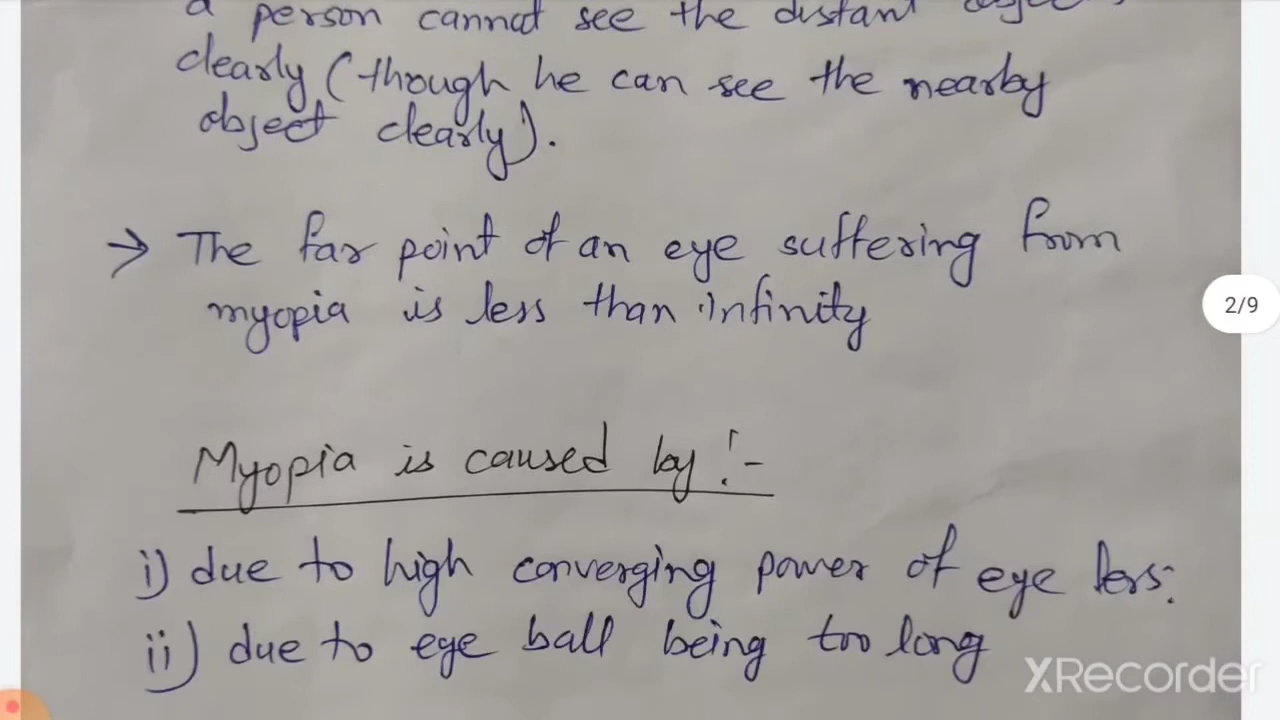 a person cannot see the distant
clearly (though he can see the nearby
object clearly).
→ The far point of an eye suffering from
myopia is less than infinity
2/9
Myopia is caused by :-
i) due to high converging power of eye lens.
ii) due to eye ball being too long
XRecorder